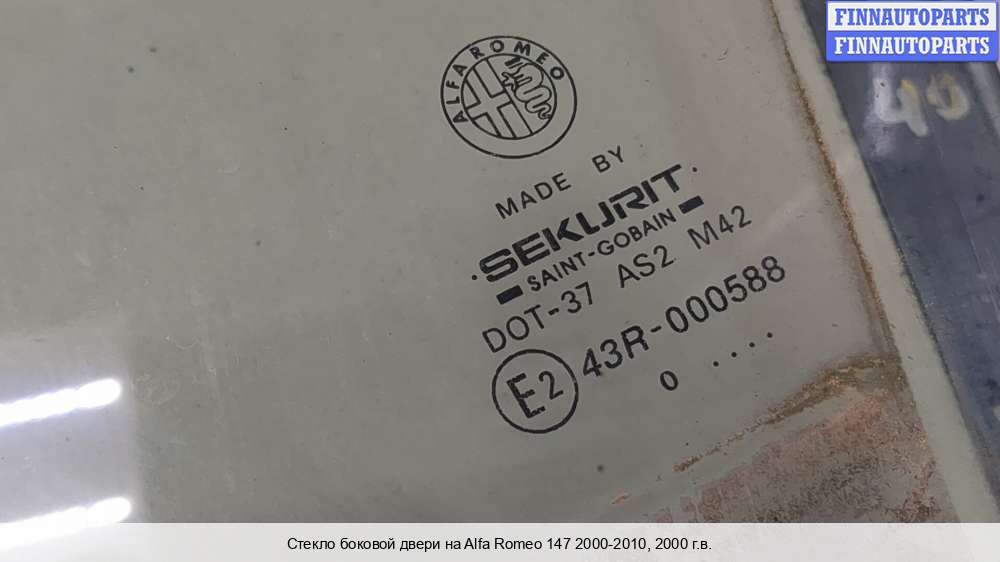 FINNAUTOPARTS
FINNAUTOPARTS
40
ALFA ROMEO
MADE BY
SEKURIT
SAINT-GOBAIN
DOT-37 AS2 M42
E2 43R-000588
0 ....
Стекло боковой двери на Alfa Romeo 147 2000-2010, 2000 г.в.